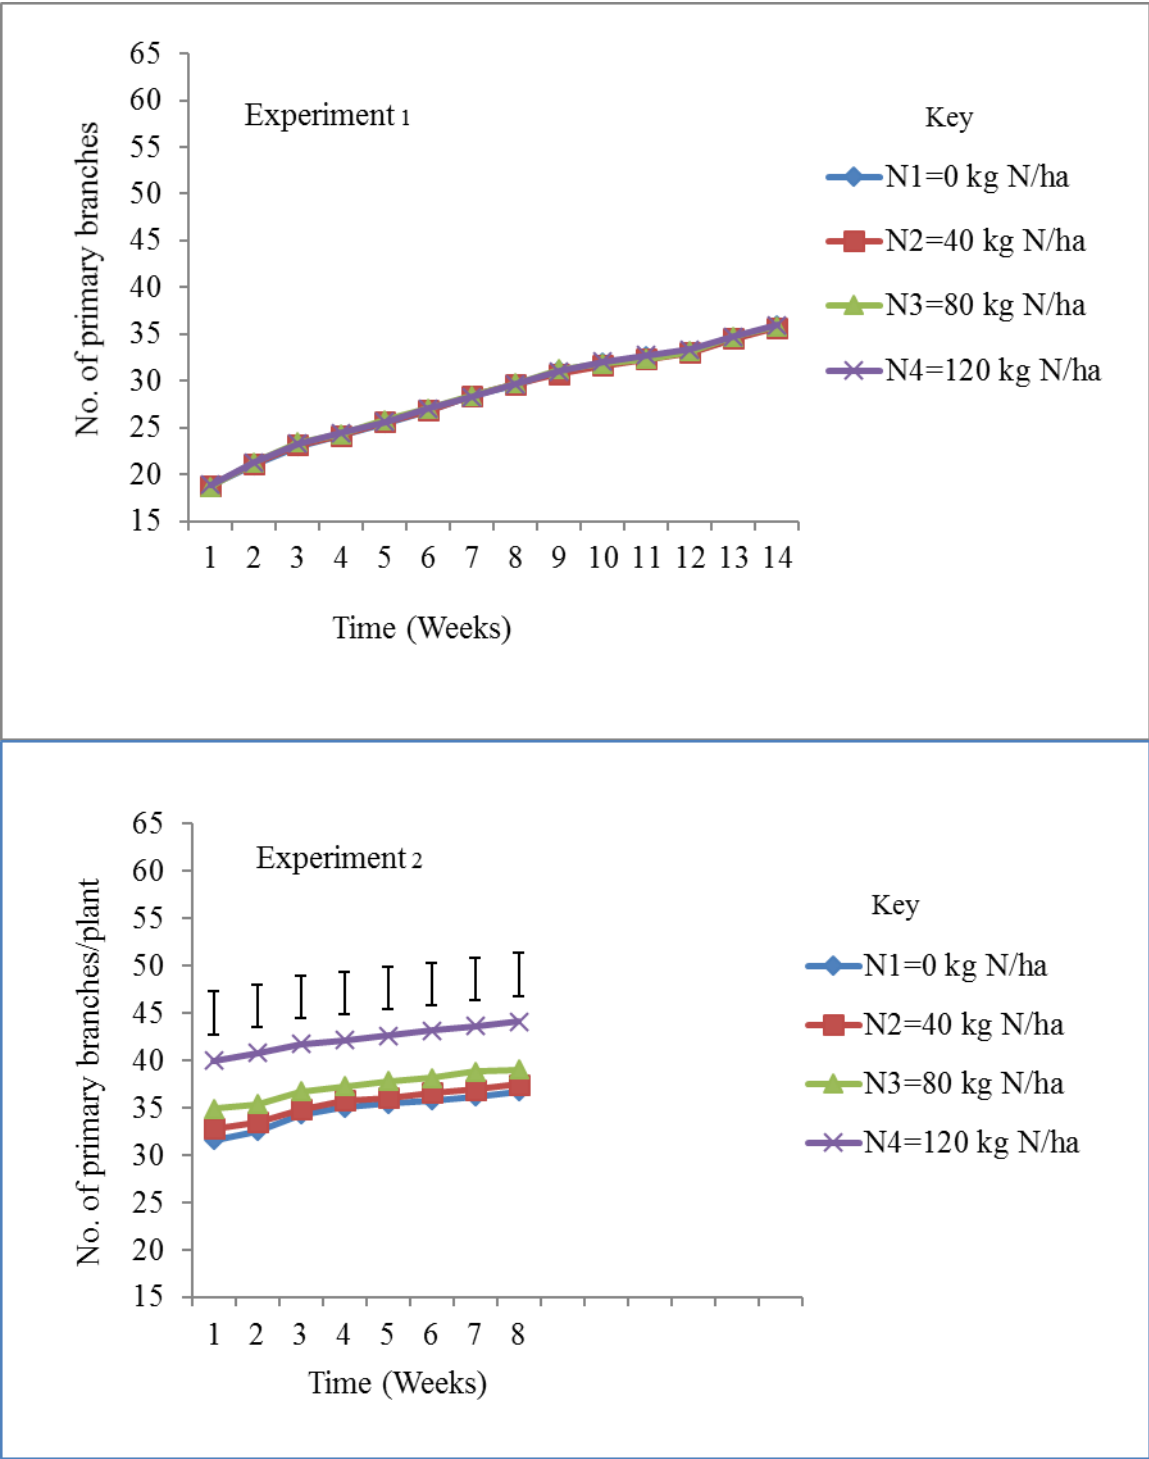 65
60
55
50
45
40
35
30
25
20
15
No. of primary branches
Experiment 1
1 2 3 4 5 6 7 8 9 10 11 12 13 14
Time (Weeks)
Key
N1=0 kg N/ha
N2=40 kg N/ha
N3=80 kg N/ha
N4=120 kg N/ha
65
60
55
50
45
40
35
30
25
20
15
No. of primary branches/plant
Experiment 2
1 2 3 4 5 6 7 8
Time (Weeks)
Key
N1=0 kg N/ha
N2=40 kg N/ha
N3=80 kg N/ha
N4=120 kg N/ha